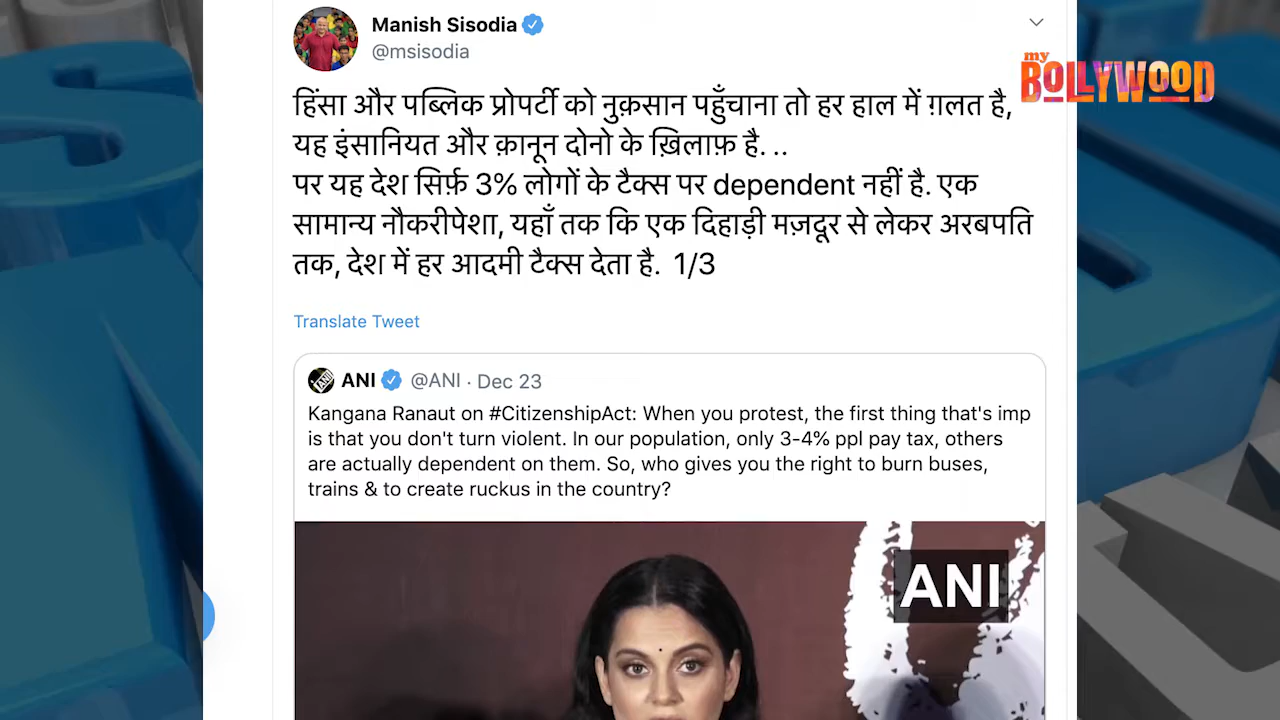 Manish Sisodia
@msisodia
my
BOLLYWOOD
हिंसा और पब्लिक प्रोपर्टी को नुक़सान पहुँचाना तो हर हाल में ग़लत है,
यह इंसानियत और क़ानून दोनो के ख़िलाफ़ है. ..
पर यह देश सिर्फ़ 3% लोगों के टैक्स पर dependent नहीं है. एक
सामान्य नौकरीपेशा, यहाँ तक कि एक दिहाड़ी मज़दूर से लेकर अरबपति
तक, देश में हर आदमी टैक्स देता है. 1/3
Translate Tweet
ANI @ANI · Dec 23
Kangana Ranaut on #CitizenshipAct: When you protest, the first thing that's imp
is that you don't turn violent. In our population, only 3-4% ppl pay tax, others
are actually dependent on them. So, who gives you the right to burn buses,
trains & to create ruckus in the country?
ANI